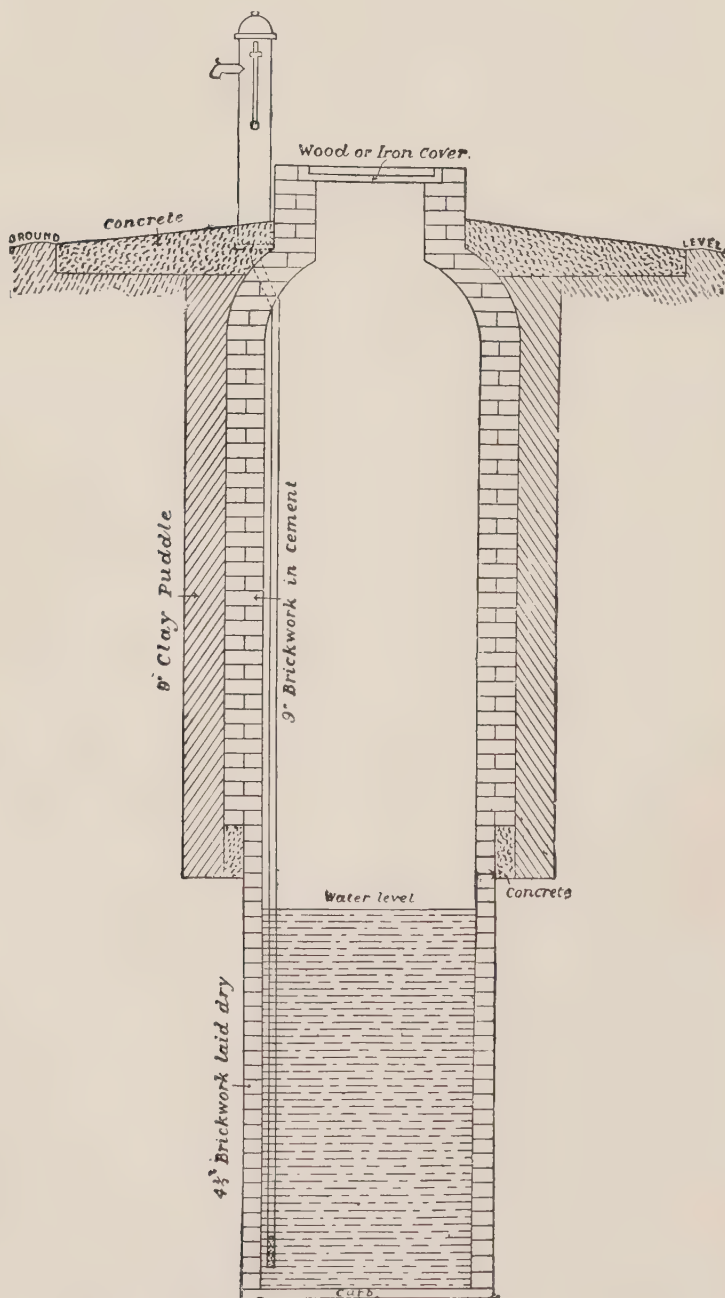 Wood or Iron Cover.
Concrete
GROUND
LEVEL
9" Clay Puddle
9" Brickwork in cement
Water level
Concrete
4½" Brickwork laid dry
Curb